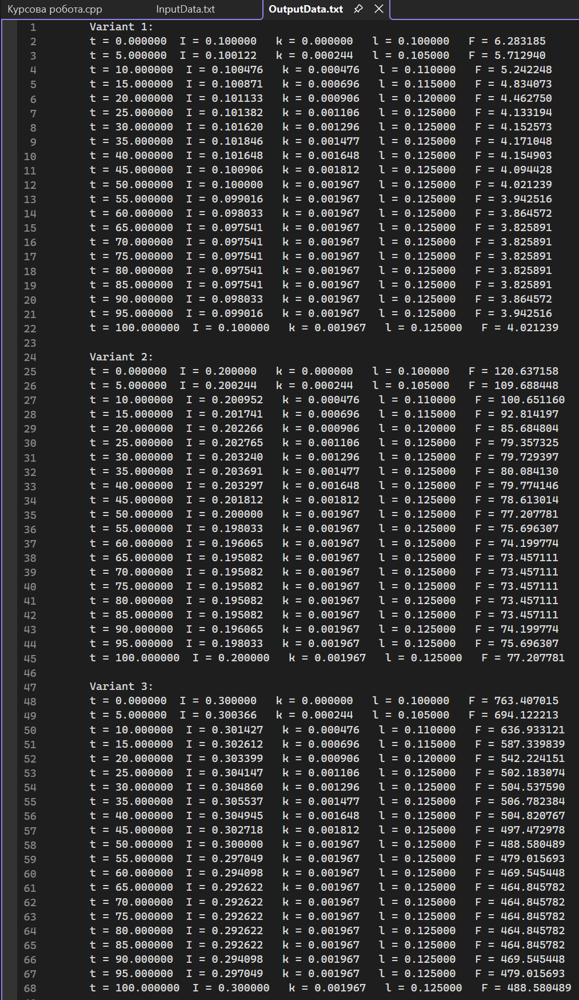 Курсова робота.cpp InputData.txt OutputData.txt
1 Variant 1:
2 t = 0.000000 I = 0.100000 k = 0.000000 l = 0.100000 F = 6.283185
3 t = 5.000000 I = 0.100122 k = 0.000244 l = 0.105000 F = 5.712940
4 t = 10.000000 I = 0.100476 k = 0.000476 l = 0.110000 F = 5.242248
5 t = 15.000000 I = 0.100871 k = 0.000696 l = 0.115000 F = 4.834073
6 t = 20.000000 I = 0.101133 k = 0.000906 l = 0.120000 F = 4.462750
7 t = 25.000000 I = 0.101382 k = 0.001106 l = 0.125000 F = 4.133194
8 t = 30.000000 I = 0.101620 k = 0.001296 l = 0.125000 F = 4.152573
9 t = 35.000000 I = 0.101846 k = 0.001477 l = 0.125000 F = 4.171048
10 t = 40.000000 I = 0.101648 k = 0.001648 l = 0.125000 F = 4.154903
11 t = 45.000000 I = 0.100906 k = 0.001812 l = 0.125000 F = 4.094428
12 t = 50.000000 I = 0.100000 k = 0.001967 l = 0.125000 F = 4.021239
13 t = 55.000000 I = 0.099016 k = 0.001967 l = 0.125000 F = 3.942516
14 t = 60.000000 I = 0.098033 k = 0.001967 l = 0.125000 F = 3.864572
15 t = 65.000000 I = 0.097541 k = 0.001967 l = 0.125000 F = 3.825891
16 t = 70.000000 I = 0.097541 k = 0.001967 l = 0.125000 F = 3.825891
17 t = 75.000000 I = 0.097541 k = 0.001967 l = 0.125000 F = 3.825891
18 t = 80.000000 I = 0.097541 k = 0.001967 l = 0.125000 F = 3.825891
19 t = 85.000000 I = 0.097541 k = 0.001967 l = 0.125000 F = 3.825891
20 t = 90.000000 I = 0.098033 k = 0.001967 l = 0.125000 F = 3.864572
21 t = 95.000000 I = 0.099016 k = 0.001967 l = 0.125000 F = 3.942516
22 t = 100.000000 I = 0.100000 k = 0.001967 l = 0.125000 F = 4.021239
23
24 Variant 2:
25 t = 0.000000 I = 0.200000 k = 0.000000 l = 0.100000 F = 120.637158
26 t = 5.000000 I = 0.200244 k = 0.000244 l = 0.105000 F = 109.688448
27 t = 10.000000 I = 0.200952 k = 0.000476 l = 0.110000 F = 100.651160
28 t = 15.000000 I = 0.201741 k = 0.000696 l = 0.115000 F = 92.814197
29 t = 20.000000 I = 0.202266 k = 0.000906 l = 0.120000 F = 85.684804
30 t = 25.000000 I = 0.202765 k = 0.001106 l = 0.125000 F = 79.357325
31 t = 30.000000 I = 0.203240 k = 0.001296 l = 0.125000 F = 79.729397
32 t = 35.000000 I = 0.203691 k = 0.001477 l = 0.125000 F = 80.084130
33 t = 40.000000 I = 0.203297 k = 0.001648 l = 0.125000 F = 79.774146
34 t = 45.000000 I = 0.201812 k = 0.001812 l = 0.125000 F = 78.613014
35 t = 50.000000 I = 0.200000 k = 0.001967 l = 0.125000 F = 77.207781
36 t = 55.000000 I = 0.198033 k = 0.001967 l = 0.125000 F = 75.696307
37 t = 60.000000 I = 0.196065 k = 0.001967 l = 0.125000 F = 74.199774
38 t = 65.000000 I = 0.195082 k = 0.001967 l = 0.125000 F = 73.457111
39 t = 70.000000 I = 0.195082 k = 0.001967 l = 0.125000 F = 73.457111
40 t = 75.000000 I = 0.195082 k = 0.001967 l = 0.125000 F = 73.457111
41 t = 80.000000 I = 0.195082 k = 0.001967 l = 0.125000 F = 73.457111
42 t = 85.000000 I = 0.195082 k = 0.001967 l = 0.125000 F = 73.457111
43 t = 90.000000 I = 0.196065 k = 0.001967 l = 0.125000 F = 74.199774
44 t = 95.000000 I = 0.198033 k = 0.001967 l = 0.125000 F = 75.696307
45 t = 100.000000 I = 0.200000 k = 0.001967 l = 0.125000 F = 77.207781
46
47 Variant 3:
48 t = 0.000000 I = 0.300000 k = 0.000000 l = 0.100000 F = 763.407015
49 t = 5.000000 I = 0.300366 k = 0.000244 l = 0.105000 F = 694.122213
50 t = 10.000000 I = 0.301427 k = 0.000476 l = 0.110000 F = 636.933121
51 t = 15.000000 I = 0.302612 k = 0.000696 l = 0.115000 F = 587.339839
52 t = 20.000000 I = 0.303399 k = 0.000906 l = 0.120000 F = 542.224151
53 t = 25.000000 I = 0.304147 k = 0.001106 l = 0.125000 F = 502.183074
54 t = 30.000000 I = 0.304860 k = 0.001296 l = 0.125000 F = 504.537590
55 t = 35.000000 I = 0.305537 k = 0.001477 l = 0.125000 F = 506.782384
56 t = 40.000000 I = 0.304945 k = 0.001648 l = 0.125000 F = 504.820767
57 t = 45.000000 I = 0.302718 k = 0.001812 l = 0.125000 F = 497.472978
58 t = 50.000000 I = 0.300000 k = 0.001967 l = 0.125000 F = 488.580489
59 t = 55.000000 I = 0.297049 k = 0.001967 l = 0.125000 F = 479.015693
60 t = 60.000000 I = 0.294098 k = 0.001967 l = 0.125000 F = 469.545448
61 t = 65.000000 I = 0.292622 k = 0.001967 l = 0.125000 F = 464.845782
62 t = 70.000000 I = 0.292622 k = 0.001967 l = 0.125000 F = 464.845782
63 t = 75.000000 I = 0.292622 k = 0.001967 l = 0.125000 F = 464.845782
64 t = 80.000000 I = 0.292622 k = 0.001967 l = 0.125000 F = 464.845782
65 t = 85.000000 I = 0.292622 k = 0.001967 l = 0.125000 F = 464.845782
66 t = 90.000000 I = 0.294098 k = 0.001967 l = 0.125000 F = 469.545448
67 t = 95.000000 I = 0.297049 k = 0.001967 l = 0.125000 F = 479.015693
68 t = 100.000000 I = 0.300000 k = 0.001967 l = 0.125000 F = 488.580489